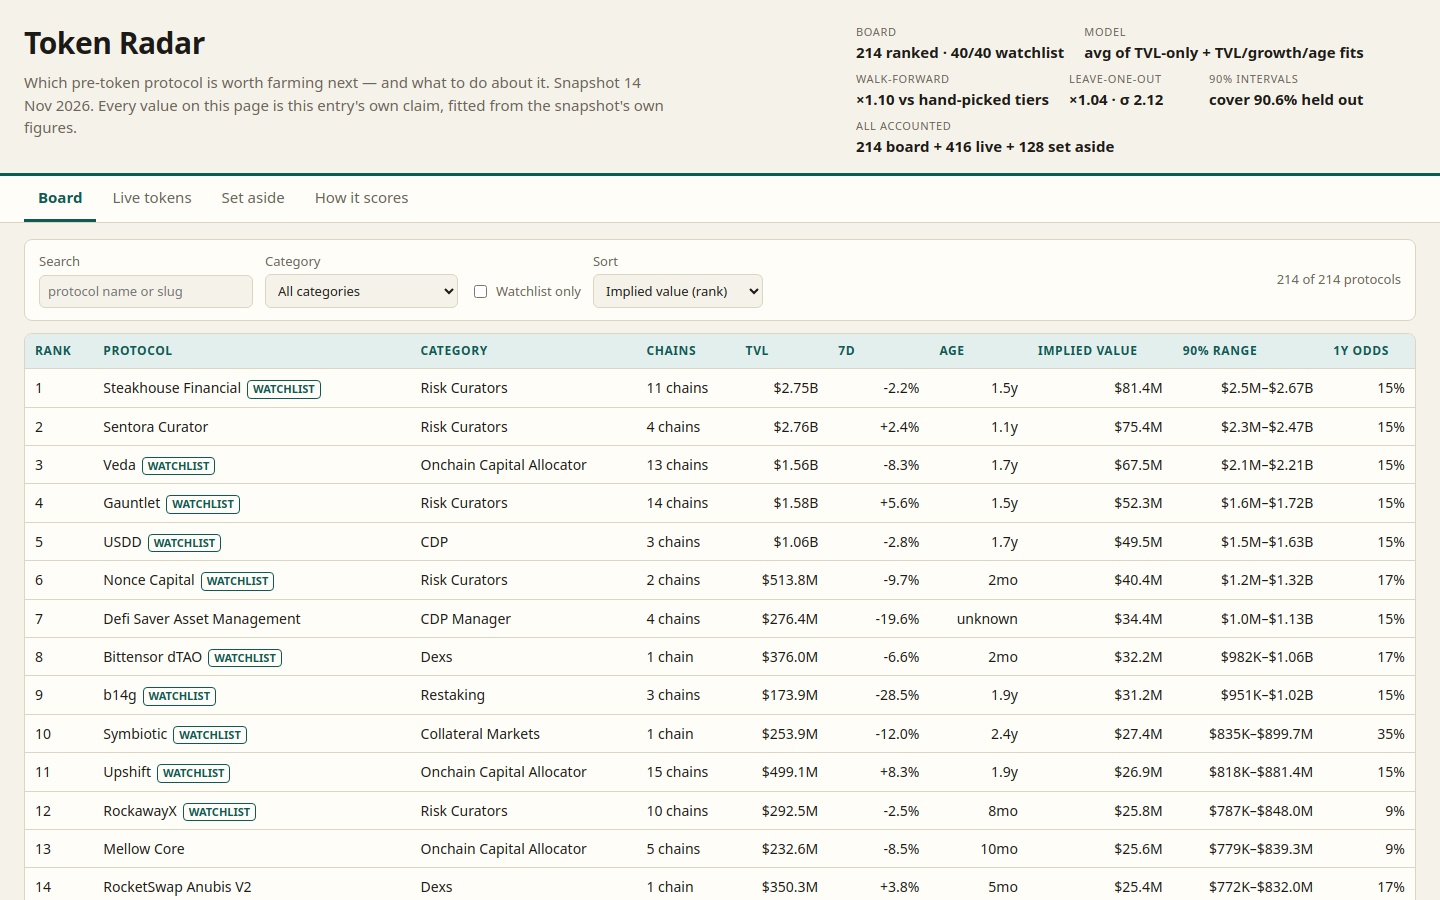 Token Radar
Which pre-token protocol is worth farming next — and what to do about it. Snapshot 14
Nov 2026. Every value on this page is this entry's own claim, fitted from the snapshot's own
figures.
BOARD MODEL
214 ranked · 40/40 watchlist avg of TVL-only + TVL/growth/age fits
WALK-FORWARD LEAVE-ONE-OUT 90% INTERVALS
×1.10 vs hand-picked tiers ×1.04 · σ 2.12 cover 90.6% held out
ALL ACCOUNTED
214 board + 416 live + 128 set aside
Board Live tokens Set aside How it scores
Search Category Sort
protocol name or slug All categories Watchlist only Implied value (rank) 214 of 214 protocols
RANK PROTOCOL CATEGORY CHAINS TVL 7D AGE IMPLIED VALUE 90% RANGE 1Y ODDS
1 Steakhouse Financial WATCHLIST Risk Curators 11 chains $2.75B -2.2% 1.5y $81.4M $2.5M–$2.67B 15%
2 Sentora Curator Risk Curators 4 chains $2.76B +2.4% 1.1y $75.4M $2.3M–$2.47B 15%
3 Veda WATCHLIST Onchain Capital Allocator 13 chains $1.56B -8.3% 1.7y $67.5M $2.1M–$2.21B 15%
4 Gauntlet WATCHLIST Risk Curators 14 chains $1.58B +5.6% 1.5y $52.3M $1.6M–$1.72B 15%
5 USDD WATCHLIST CDP 3 chains $1.06B -2.8% 1.7y $49.5M $1.5M–$1.63B 15%
6 Nonce Capital WATCHLIST Risk Curators 2 chains $513.8M -9.7% 2mo $40.4M $1.2M–$1.32B 17%
7 Defi Saver Asset Management CDP Manager 4 chains $276.4M -19.6% unknown $34.4M $1.0M–$1.13B 15%
8 Bittensor dTAO WATCHLIST Dexs 1 chain $376.0M -6.6% 2mo $32.2M $982K–$1.06B 17%
9 b14g WATCHLIST Restaking 3 chains $173.9M -28.5% 1.9y $31.2M $951K–$1.02B 15%
10 Symbiotic WATCHLIST Collateral Markets 1 chain $253.9M -12.0% 2.4y $27.4M $835K–$899.7M 35%
11 Upshift WATCHLIST Onchain Capital Allocator 15 chains $499.1M +8.3% 1.9y $26.9M $818K–$881.4M 15%
12 RockawayX WATCHLIST Risk Curators 10 chains $292.5M -2.5% 8mo $25.8M $787K–$848.0M 9%
13 Mellow Core Onchain Capital Allocator 5 chains $232.6M -8.5% 10mo $25.6M $779K–$839.3M 9%
14 RocketSwap Anubis V2 Dexs 1 chain $350.3M +3.8% 5mo $25.4M $772K–$832.0M 17%